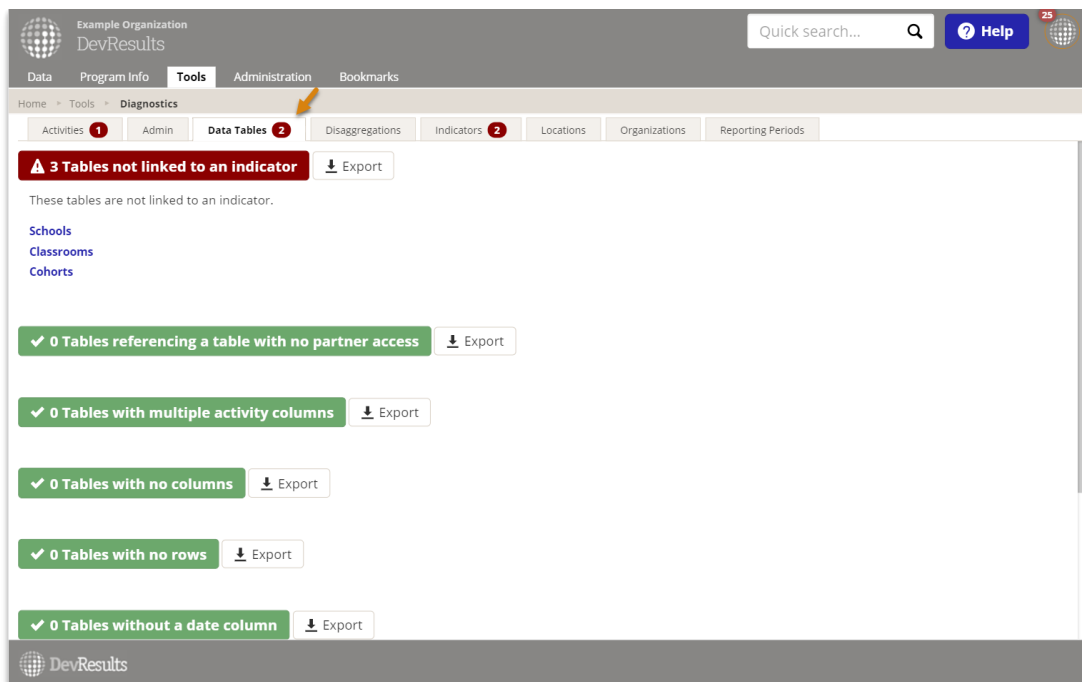 Example Organization
DevResults
Quick search...
Help
25
Data Program Info Tools Administration Bookmarks
Home Tools Diagnostics
Activities 1 Admin Data Tables 2 Disaggregations Indicators 2 Locations Organizations Reporting Periods
3 Tables not linked to an indicator Export
These tables are not linked to an indicator.
Schools
Classrooms
Cohorts
0 Tables referencing a table with no partner access Export
0 Tables with multiple activity columns Export
0 Tables with no columns Export
0 Tables with no rows Export
0 Tables without a date column Export
DevResults